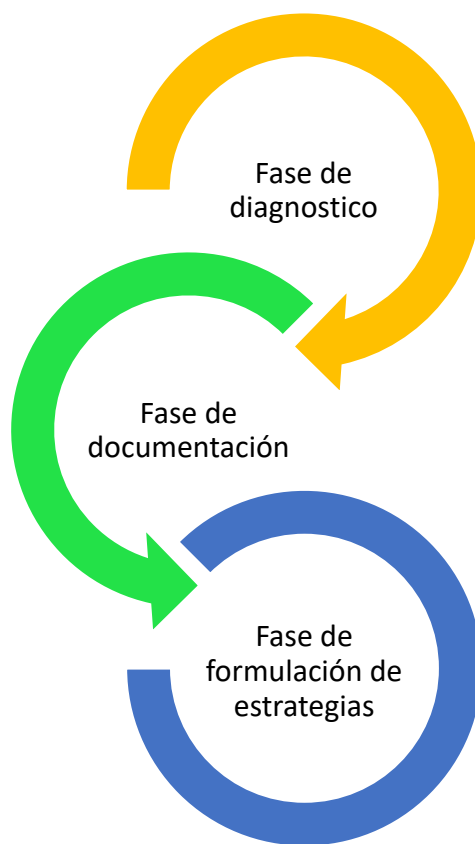 Fase de
diagnostico
Fase de
documentación
Fase de
formulación de
estrategias